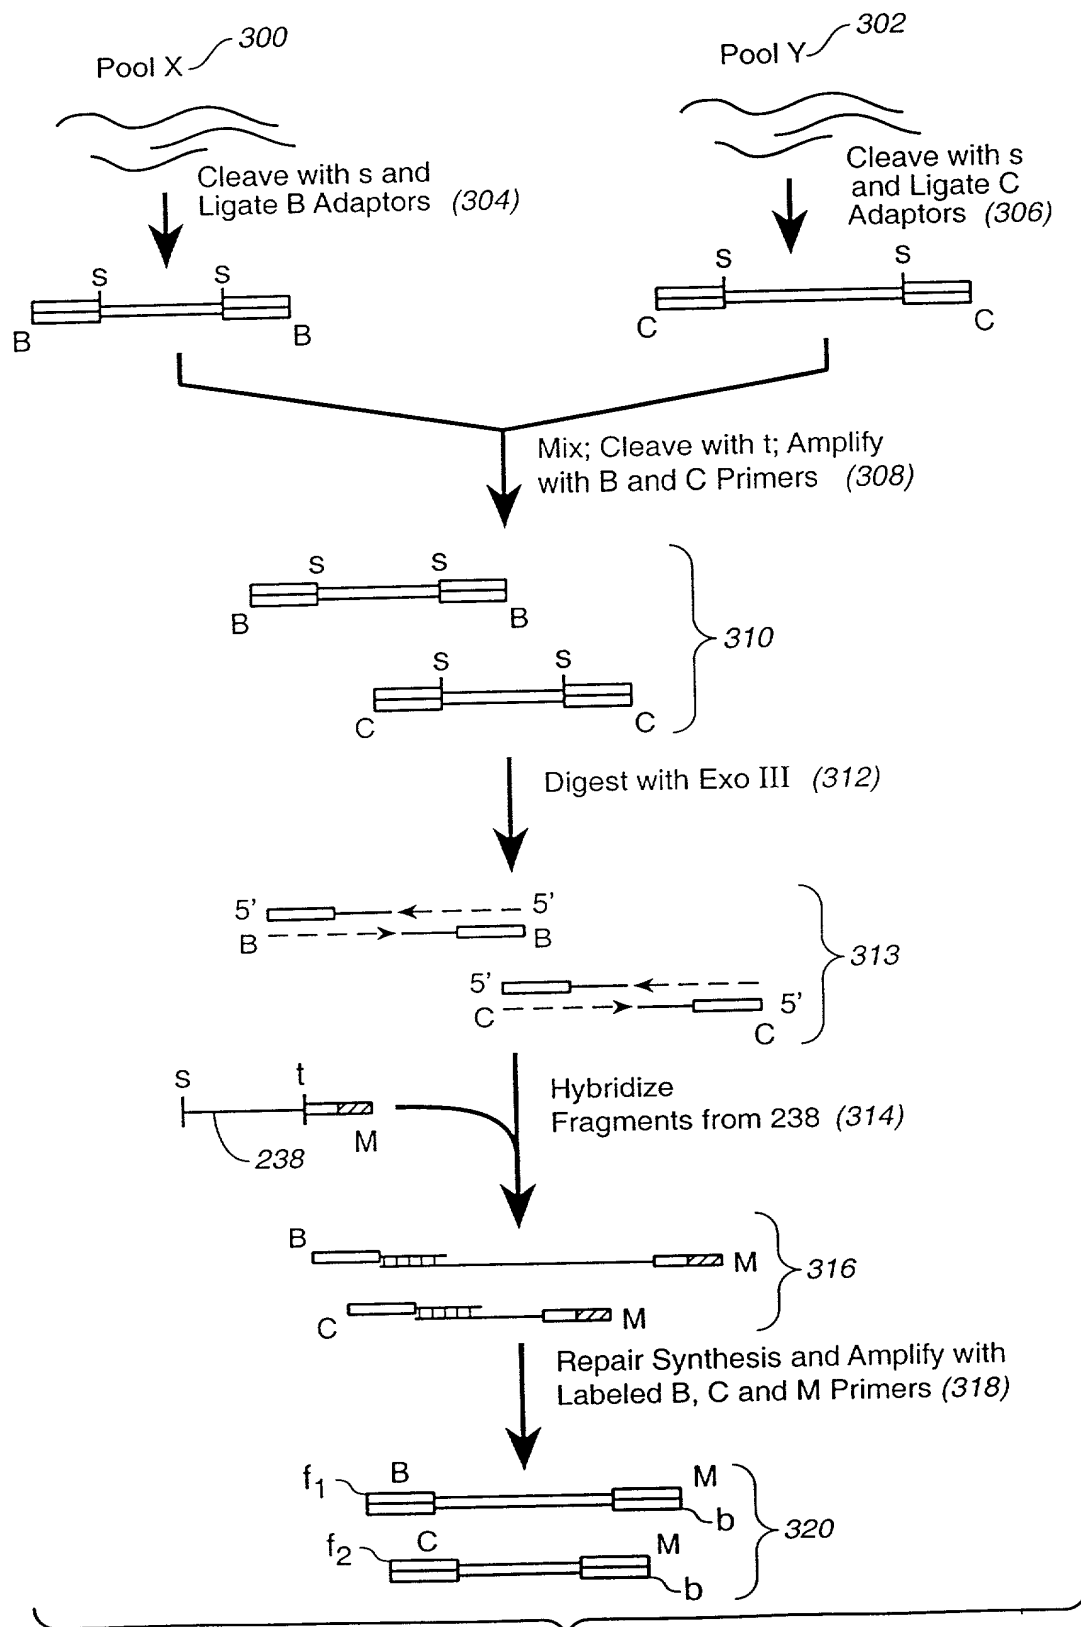 300
Pool X
302
Pool Y
Cleave with s and
Ligate B Adaptors (304)
Cleave with s
and Ligate C
Adaptors (306)
s
s
B
B
s
s
C
C
Mix; Cleave with t; Amplify
with B and C Primers (308)
s
s
B
B
s
s
C
C
310
Digest with Exo III (312)
5'
5'
B
B
5'
C
5'
C
313
s
t
M
238
Hybridize
Fragments from 238 (314)
B
M
C
M
316
Repair Synthesis and Amplify with
Labeled B, C and M Primers (318)
f1
B
M
b
f2
C
M
b
320